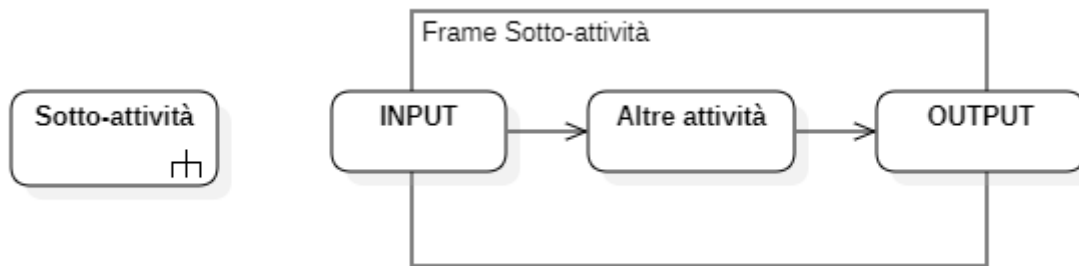 Frame Sotto-attività
Sotto-attività
INPUT
Altre attività
OUTPUT